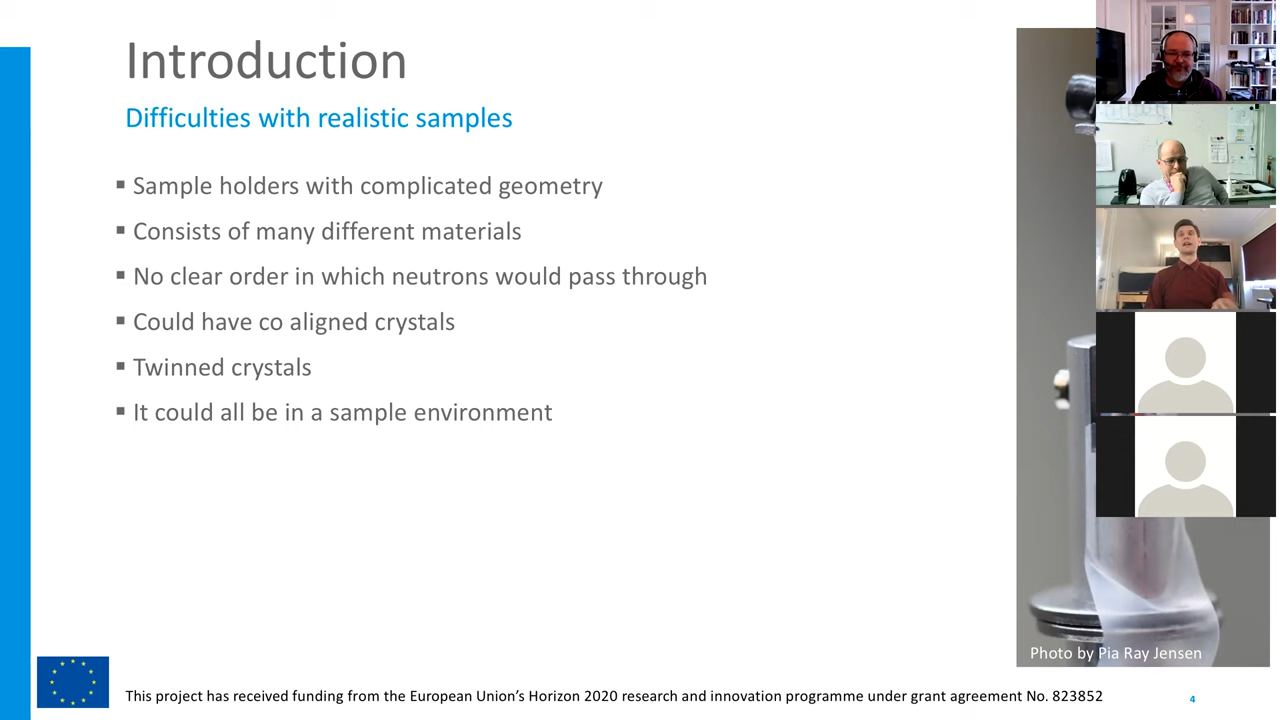 Introduction
Difficulties with realistic samples
▪ Sample holders with complicated geometry
▪ Consists of many different materials
▪ No clear order in which neutrons would pass through
▪ Could have co aligned crystals
▪ Twinned crystals
▪ It could all be in a sample environment
Photo by Pia Ray Jensen
This project has received funding from the European Union's Horizon 2020 research and innovation programme under grant agreement No. 823852
4